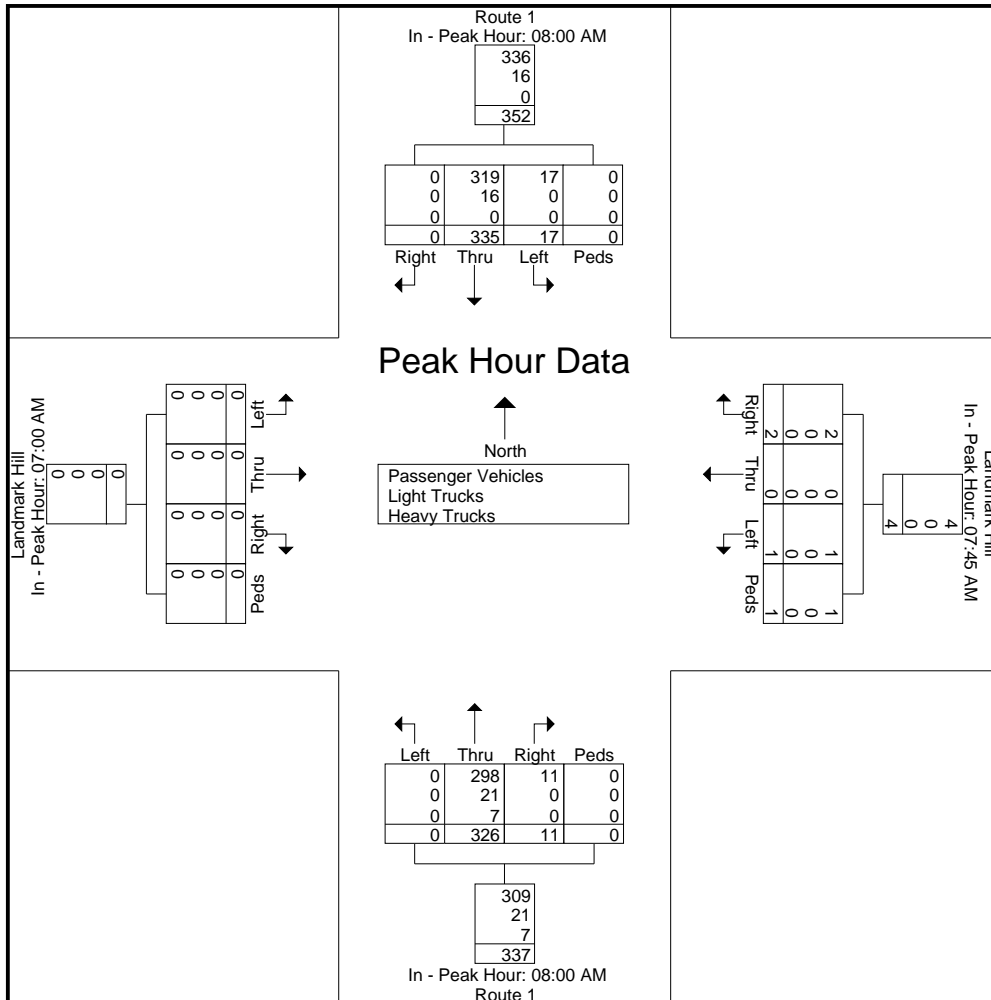 Route 1
In - Peak Hour: 08:00 AM
336
16
0
352
0 319 17 0
0 16 0 0
0 0 0 0
0 335 17 0
Right Thru Left Peds
Peak Hour Data
North
Passenger Vehicles
Light Trucks
Heavy Trucks
Landmark Hill
In - Peak Hour: 07:00 AM
0
0
0
0
0 0 0 0
0 0 0 0
0 0 0 0
0 0 0 0
Left Thru Right Peds
Landmark Hill
In - Peak Hour: 07:45 AM
4
0
0
4
2 0 1 1
0 0 0 0
0 0 0 0
2 0 1 1
Right Thru Left Peds
Left Thru Right Peds
0 298 11 0
0 21 0 0
0 7 0 0
0 326 11 0
309
21
7
337
In - Peak Hour: 08:00 AM
Route 1